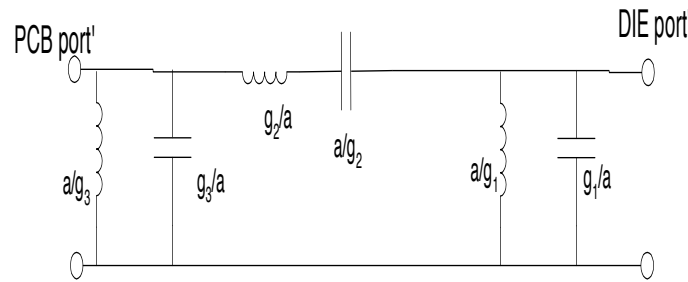 PCB port'
DIE port'
g₂/a
a/g₂
a/g₃
g₃/a
a/g₁
g₁/a